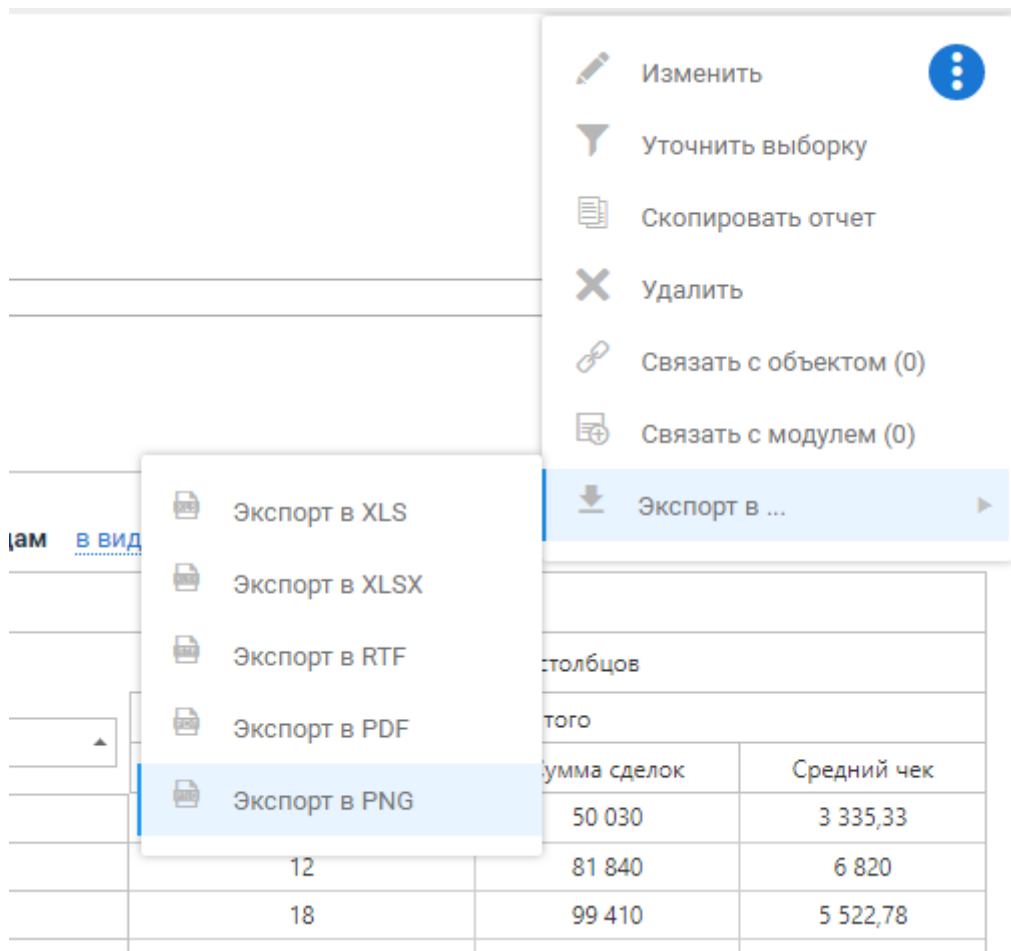 Изменить
Уточнить выборку
Скопировать отчет
Удалить
Связать с объектом (0)
Связать с модулем (0)
Экспорт в ...
Экспорт в XLS
Экспорт в XLSX
Экспорт в RTF
Экспорт в PDF
Экспорт в PNG
дам в вид
столбцов
того
умма сделок Средний чек
50 030 3 335,33
12 81 840 6 820
18 99 410 5 522,78